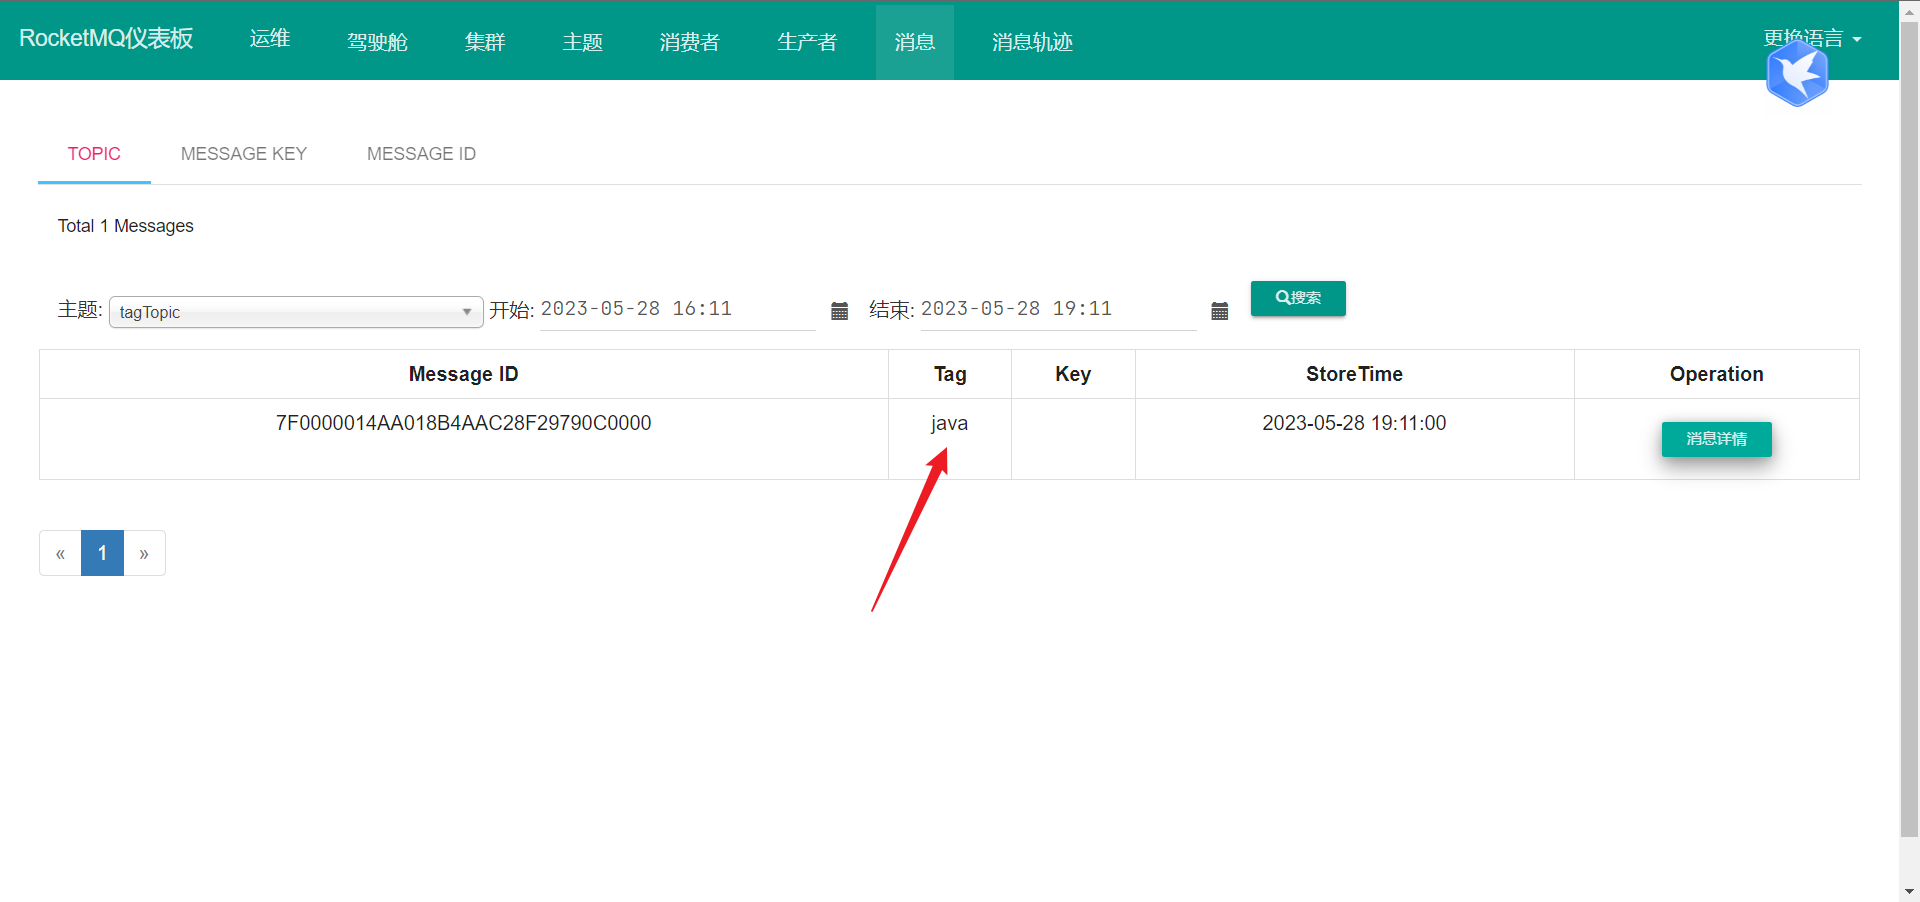 RocketMQ仪表板 运维 驾驶舱 集群 主题 消费者 生产者 消息 消息轨迹 更换语言
TOPIC MESSAGE KEY MESSAGE ID
Total 1 Messages
主题: tagTopic 开始: 2023-05-28 16:11 结束: 2023-05-28 19:11 搜索
Message ID Tag Key StoreTime Operation
7F0000014AA018B4AAC28F29790C0000 java 2023-05-28 19:11:00 消息详情
« 1 »